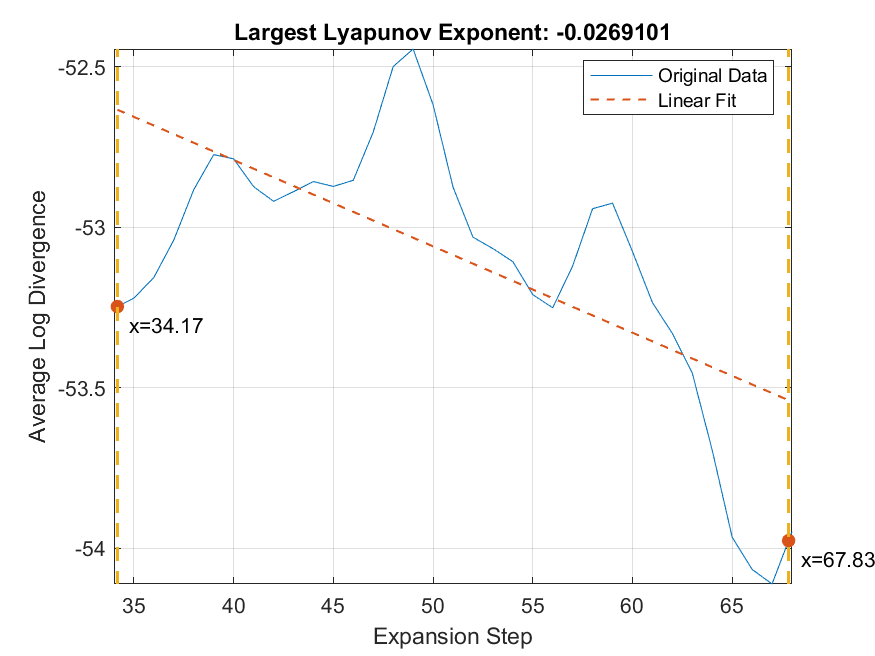 Largest Lyapunov Exponent: -0.0269101
Original Data
Linear Fit
Average Log Divergence
-52.5
-53
-53.5
-54
x=34.17
x=67.83
35
40
45
50
55
60
65
Expansion Step